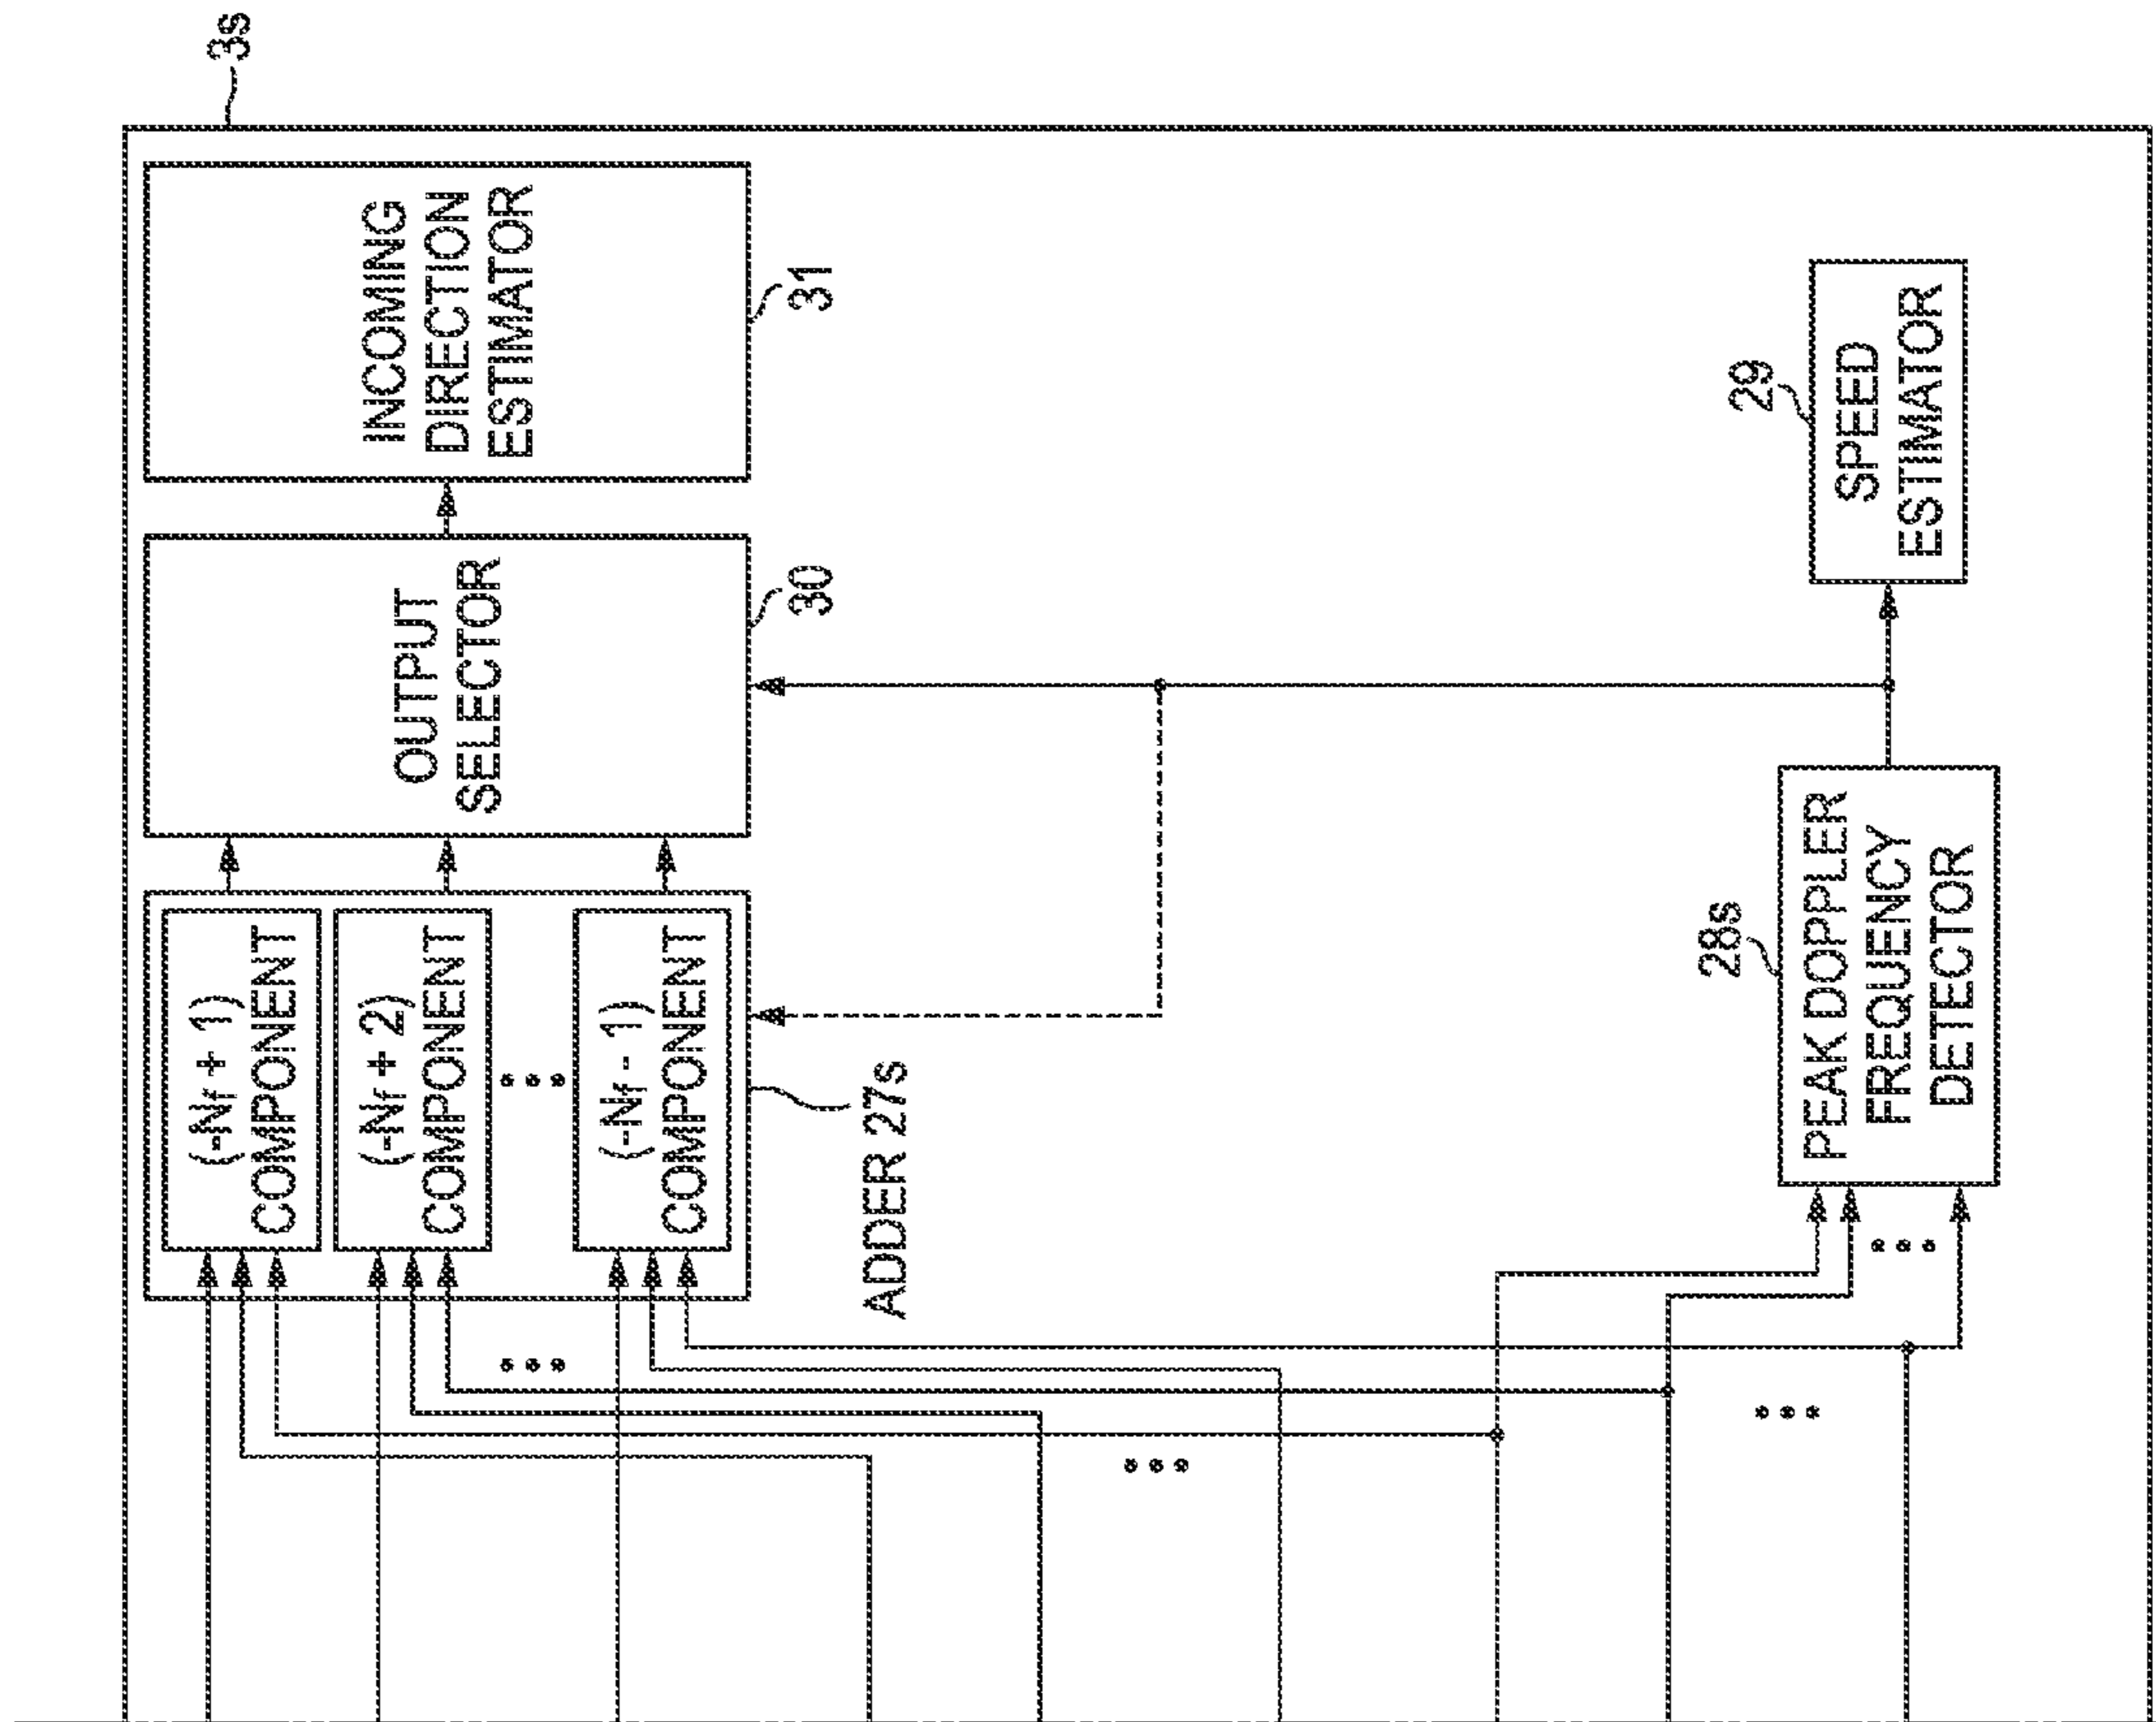 3s
(-Nf + 1)
COMPONENT
(-Nf + 2)
COMPONENT
(-Nf - 1)
COMPONENT
ADDER 27s
OUTPUT
SELECTOR
30
INCOMING
DIRECTION
ESTIMATOR
31
28s
PEAK DOPPLER
FREQUENCY
DETECTOR
29
SPEED
ESTIMATOR